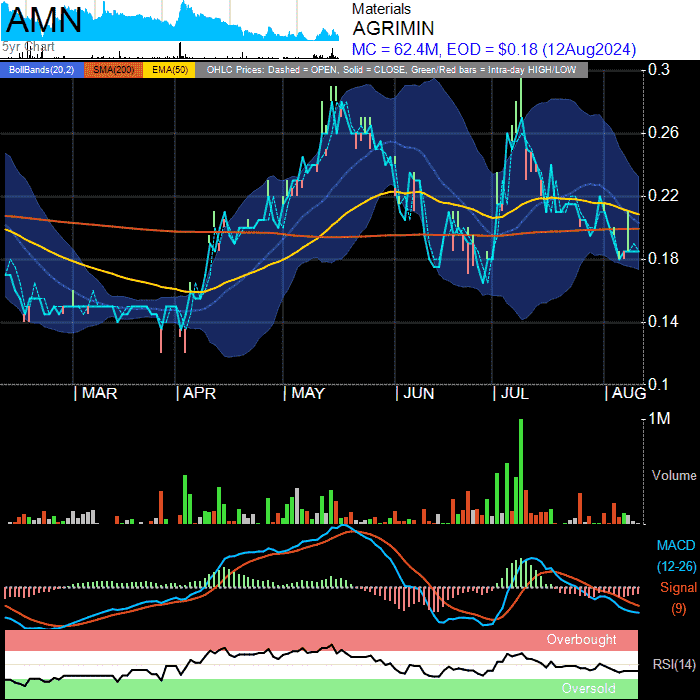 AMN
5yr Chart
Materials
AGRIMIN
MC = 62.4M, EOD = $0.18 (12Aug2024)
BollBands(20,2) SMA(200) EMA(50) OHLC Prices: Dashed = OPEN, Solid = CLOSE, Green/Red bars = Intra-day HIGH/LOW
0.3
0.26
0.22
0.18
0.14
0.1
MAR APR MAY JUN JUL AUG
1M
Volume
MACD
(12-26)
Signal
(9)
Overbought
RSI(14)
Oversold